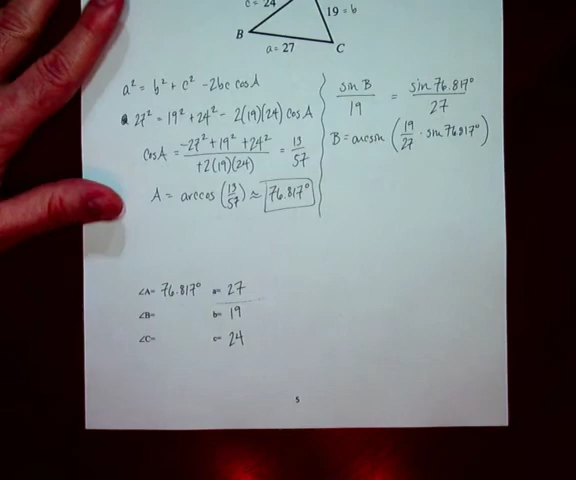 c = 24
19 = b
B
C
a = 27
a² = b² + c² - 2bc cos A
27² = 19² + 24² - 2(19)(24) cos A
cos A = -27² + 19² + 24² / +2(19)(24) = 13/57
A = arccos (13/57) ≈ 76.817°
sin B / 19 = sin 76.817° / 27
B = arcsin (19/27 · sin 76.817°)
∠A= 76.817° a= 27
∠B= b= 19
∠C= c= 24
5